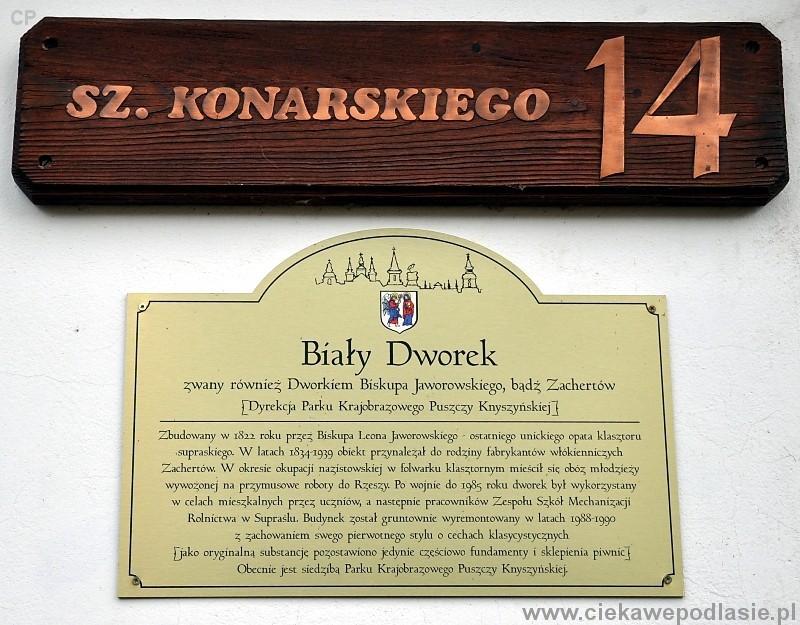 CP
SZ. KONARSKIEGO 14
Biały Dworek
zwany również Dworkiem Biskupa Jaworowskiego, bądź Zachertów
[Dyrekcja Parku Krajobrazowego Puszczy Knyszyńskiej]
Zbudowany w 1822 roku przez Biskupa Leona Jaworowskiego - ostatniego unickiego opata klasztoru
supraskiego. W latach 1834-1939 obiekt przynależał do rodziny fabrykantów włókienniczych
Zachertów. W okresie okupacji nazistowskiej w folwarku klasztornym mieścił się obóz młodzieży
wywożonej na przymusowe roboty do Rzeszy. Po wojnie do 1985 roku dworek był wykorzystany
w celach mieszkalnych przez uczniów, a następnie pracowników Zespołu Szkół Mechanizacji
Rolnictwa w Supraślu. Budynek został gruntownie wyremontowany w latach 1988-1990
z zachowaniem swego pierwotnego stylu o cechach klasycystycznych
[jako oryginalną substancję pozostawiono jedynie częściowo fundamenty i sklepienia piwnic]
Obecnie jest siedzibą Parku Krajobrazowego Puszczy Knyszyńskiej.
www.ciekawepodlasie.pl